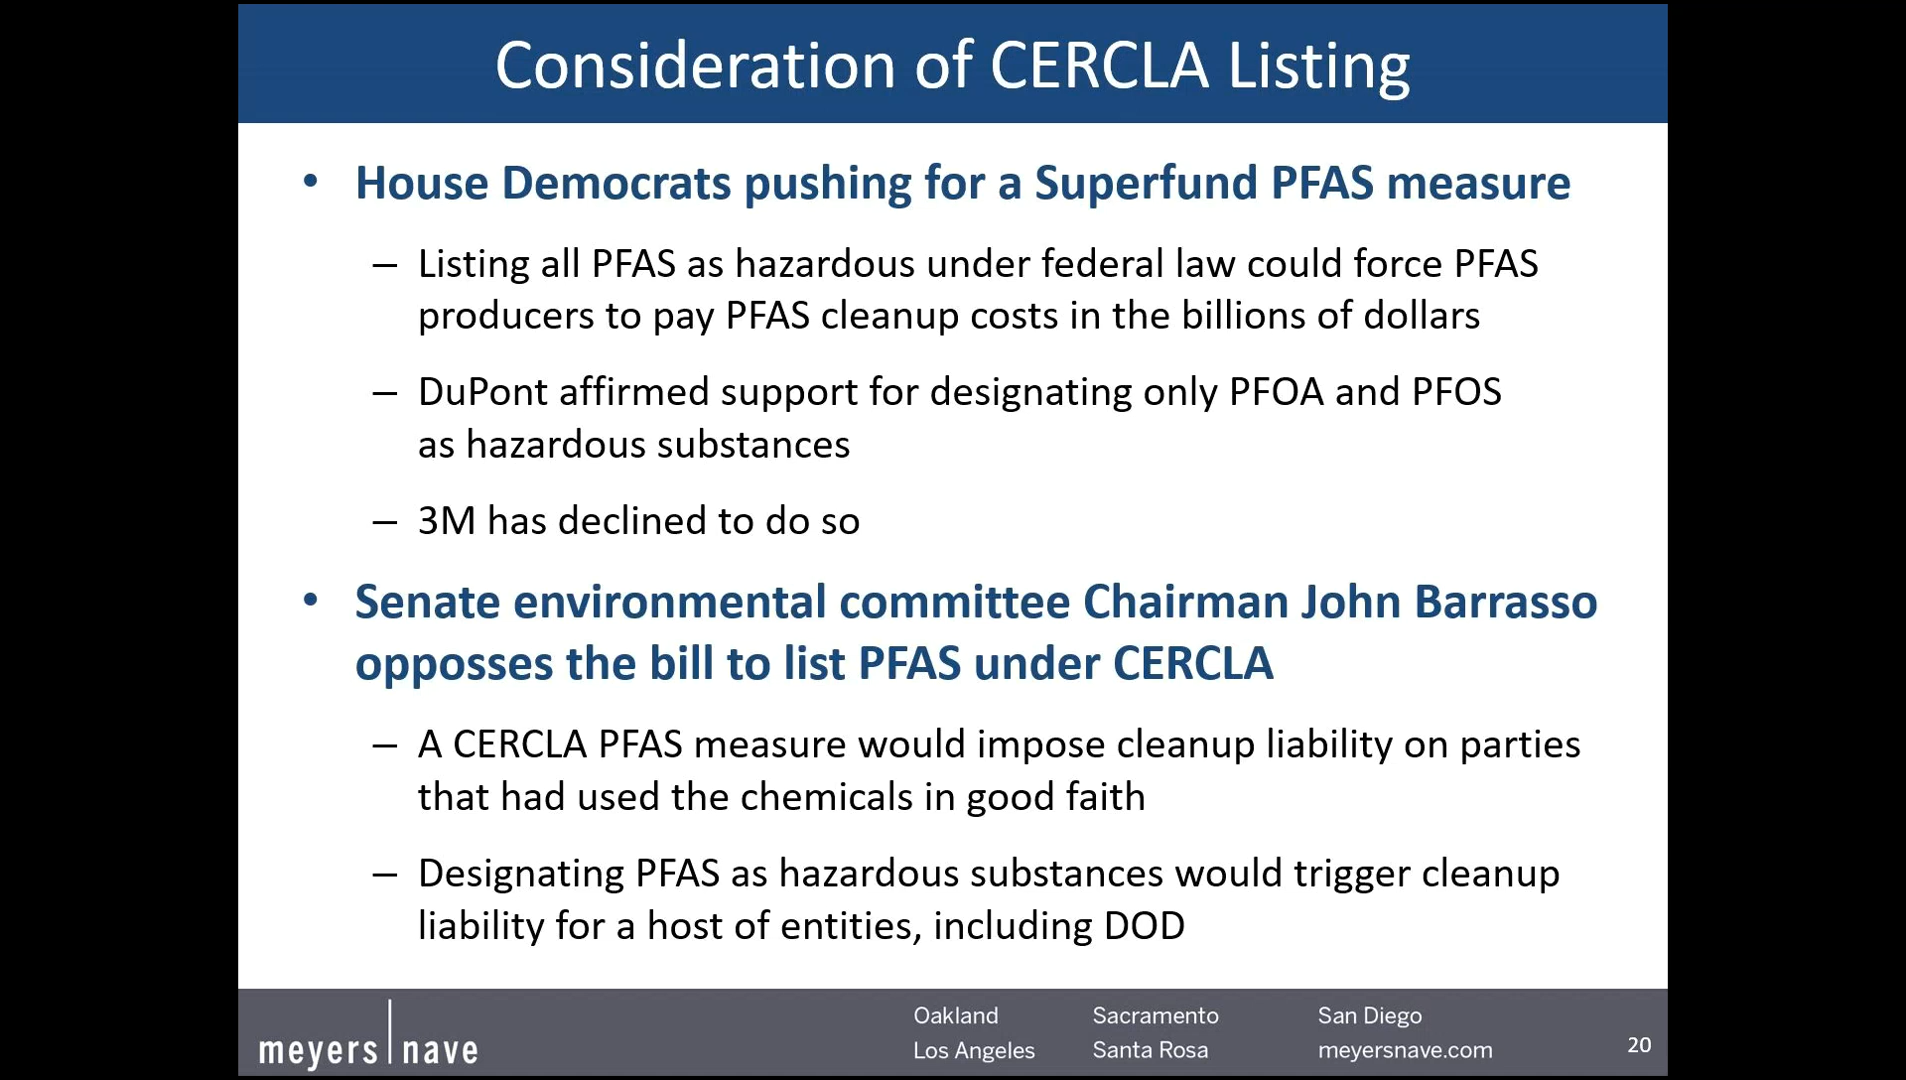 Consideration of CERCLA Listing
• House Democrats pushing for a Superfund PFAS measure
– Listing all PFAS as hazardous under federal law could force PFAS
producers to pay PFAS cleanup costs in the billions of dollars
– DuPont affirmed support for designating only PFOA and PFOS
as hazardous substances
– 3M has declined to do so
• Senate environmental committee Chairman John Barrasso
opposses the bill to list PFAS under CERCLA
– A CERCLA PFAS measure would impose cleanup liability on parties
that had used the chemicals in good faith
– Designating PFAS as hazardous substances would trigger cleanup
liability for a host of entities, including DOD
meyers nave
Oakland Sacramento San Diego
Los Angeles Santa Rosa meyersnave.com
20